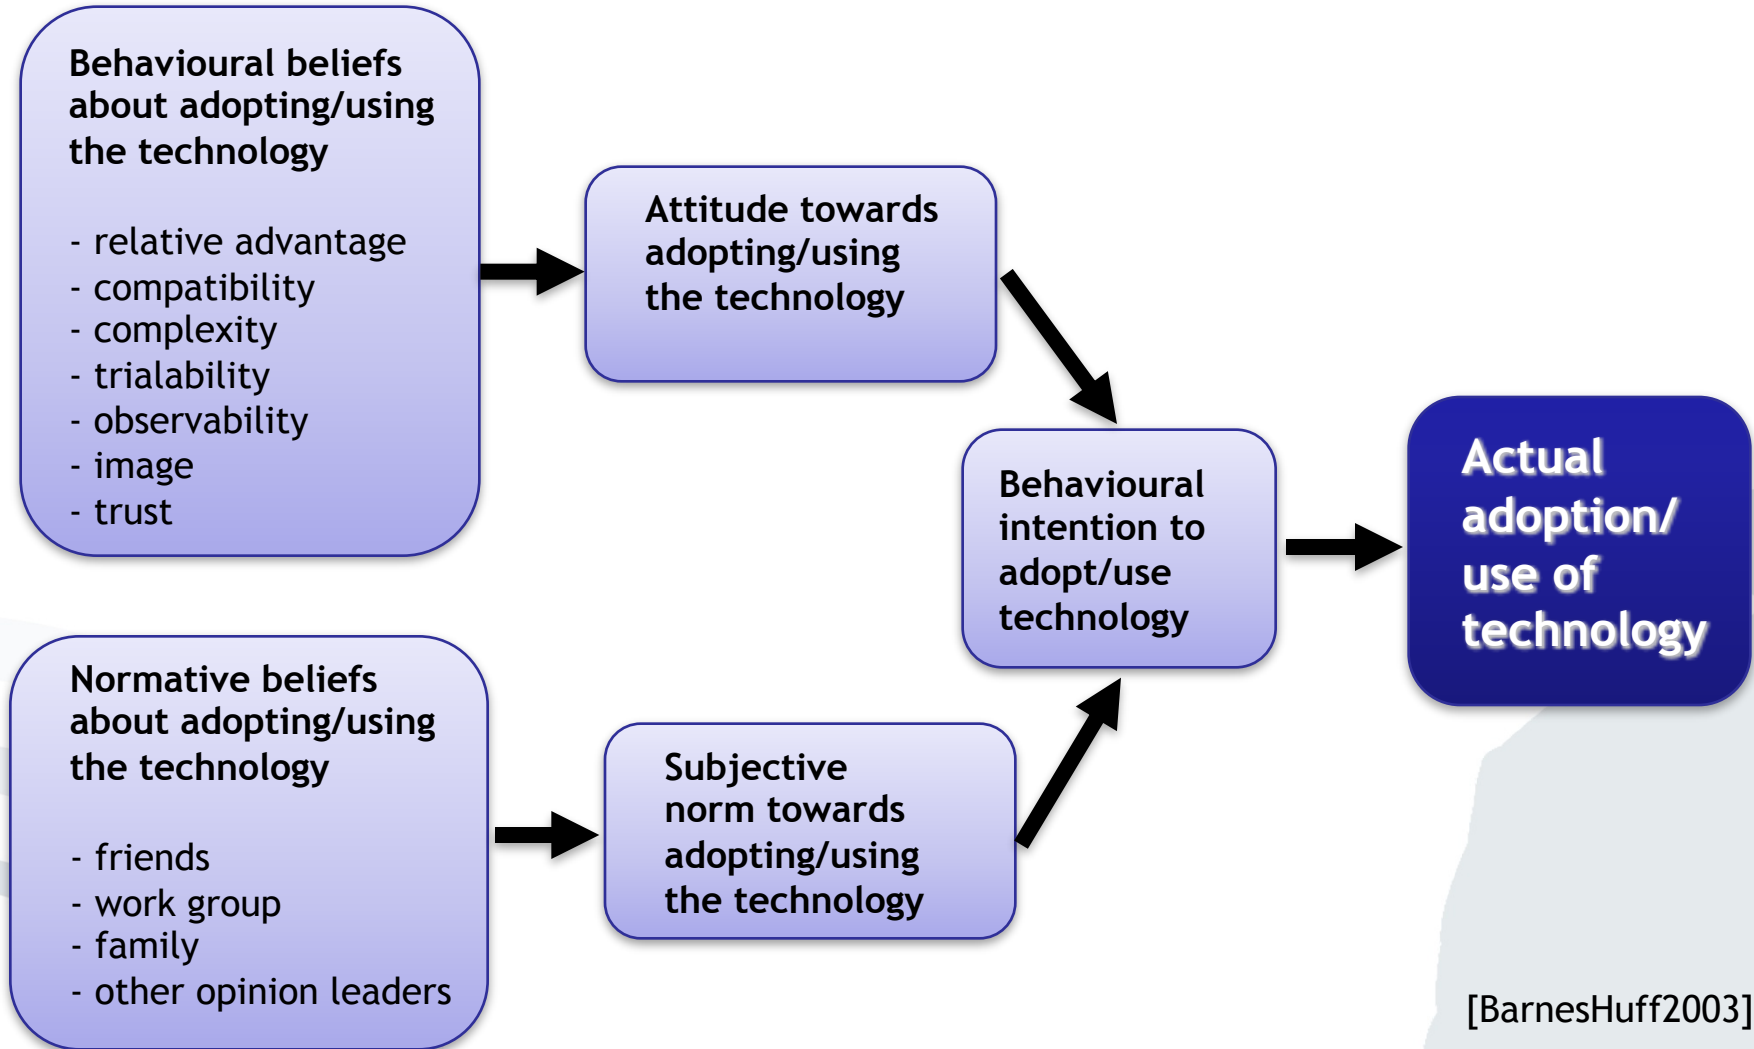 Behavioural beliefs
about adopting/using
the technology
- relative advantage
- compatibility
- complexity
- trialability
- observability
- image
- trust
Attitude towards
adopting/using
the technology
Behavioural
intention to
adopt/use
technology
Actual
adoption/
use of
technology
Normative beliefs
about adopting/using
the technology
- friends
- work group
- family
- other opinion leaders
Subjective
norm towards
adopting/using
the technology
[BarnesHuff2003]